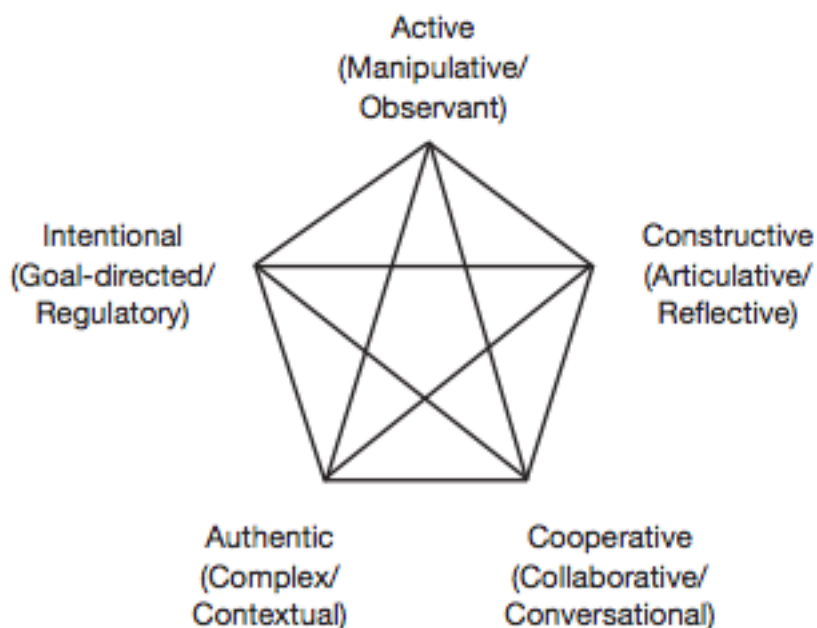 Active
(Manipulative/
Observant)
Intentional
(Goal-directed/
Regulatory)
Constructive
(Articulative/
Reflective)
Authentic
(Complex/
Contextual)
Cooperative
(Collaborative/
Conversational)